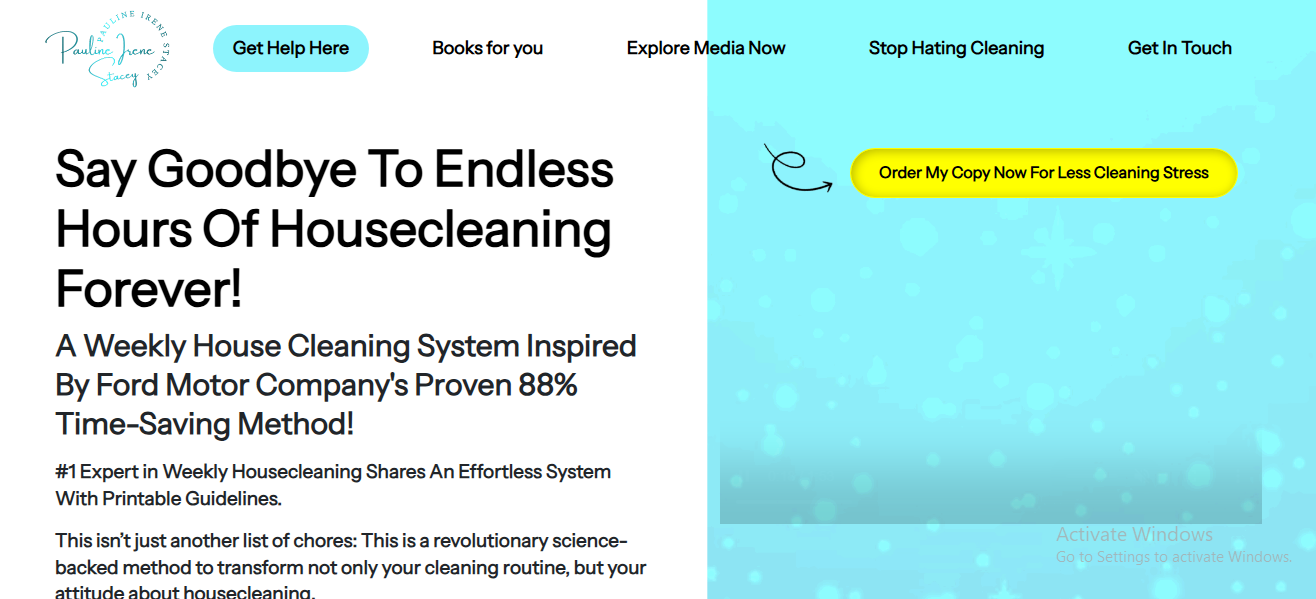 PAULINE IRENE STACEY
Pauline Irene
Stacey
Get Help Here
Books for you
Explore Media Now
Stop Hating Cleaning
Get In Touch
Say Goodbye To Endless
Hours Of Housecleaning
Forever!
A Weekly House Cleaning System Inspired
By Ford Motor Company's Proven 88%
Time-Saving Method!
#1 Expert in Weekly Housecleaning Shares An Effortless System
With Printable Guidelines.
This isn’t just another list of chores: This is a revolutionary science-
backed method to transform not only your cleaning routine, but your
attitude about housecleaning.
Order My Copy Now For Less Cleaning Stress
Activate Windows
Go to Settings to activate Windows.